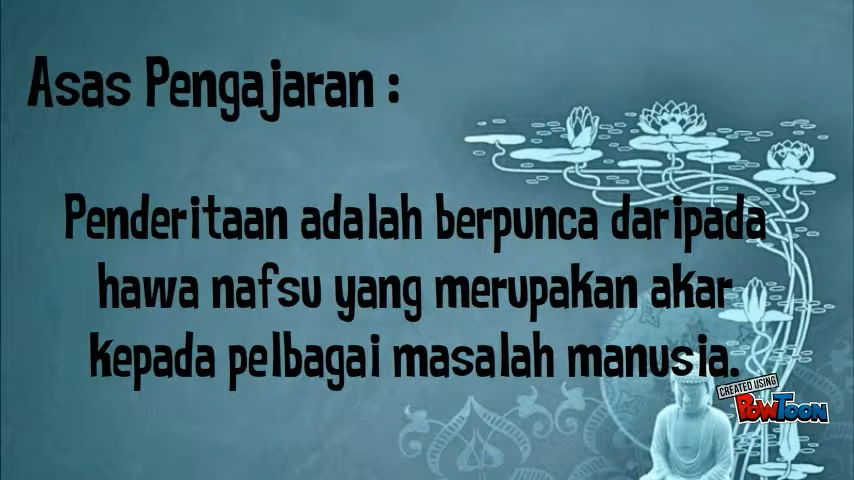 Asas Pengajaran :
Penderitaan adalah berpunca daripada
hawa nafsu yang merupakan akar
kepada pelbagai masalah manusia.
CREATED USING
POWTOON